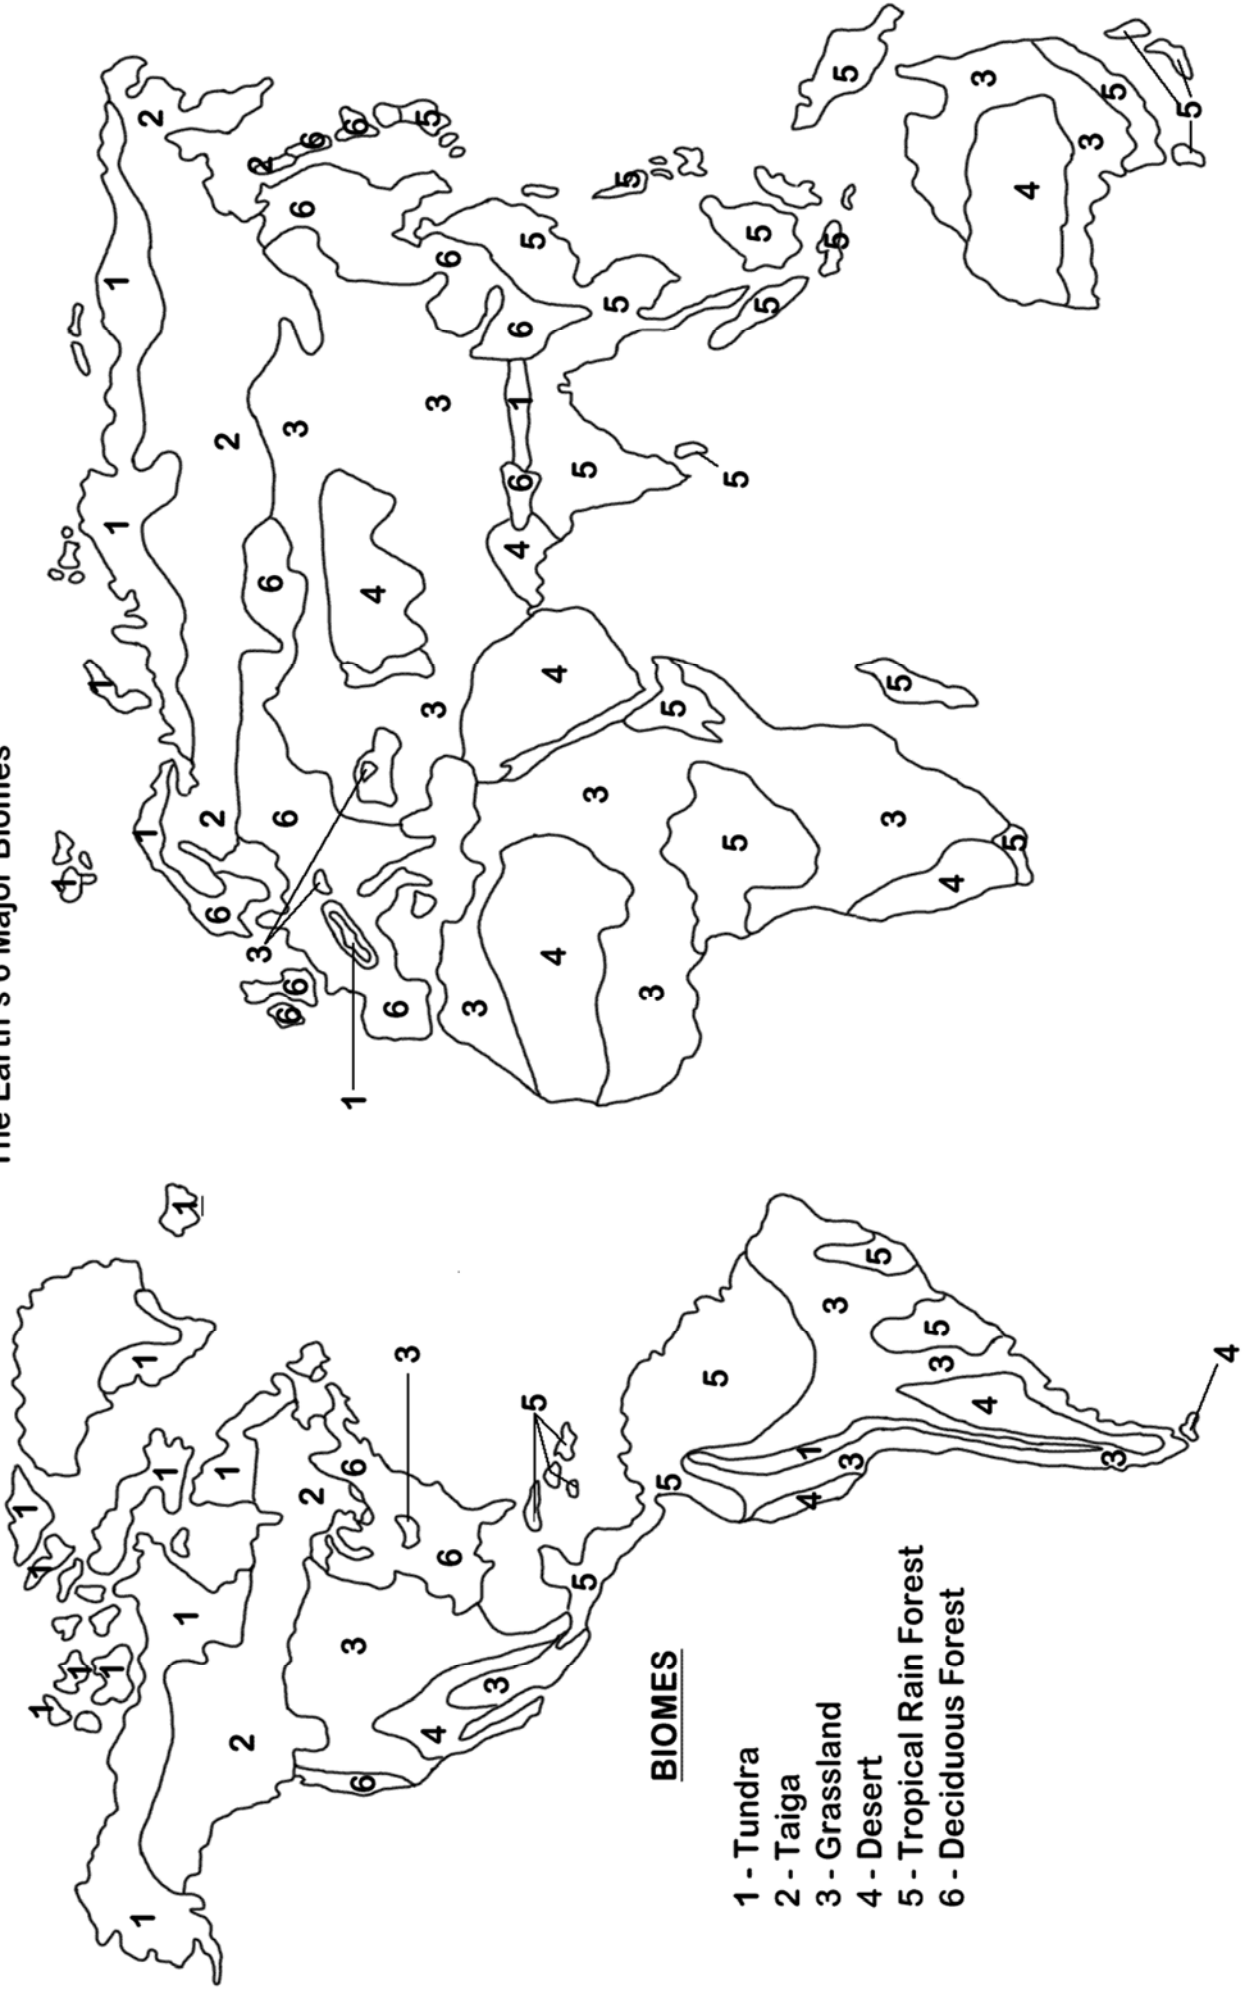 The Earth's 6 Major Biomes
BIOMES
1 - Tundra
2 - Taiga
3 - Grassland
4 - Desert
5 - Tropical Rain Forest
6 - Deciduous Forest